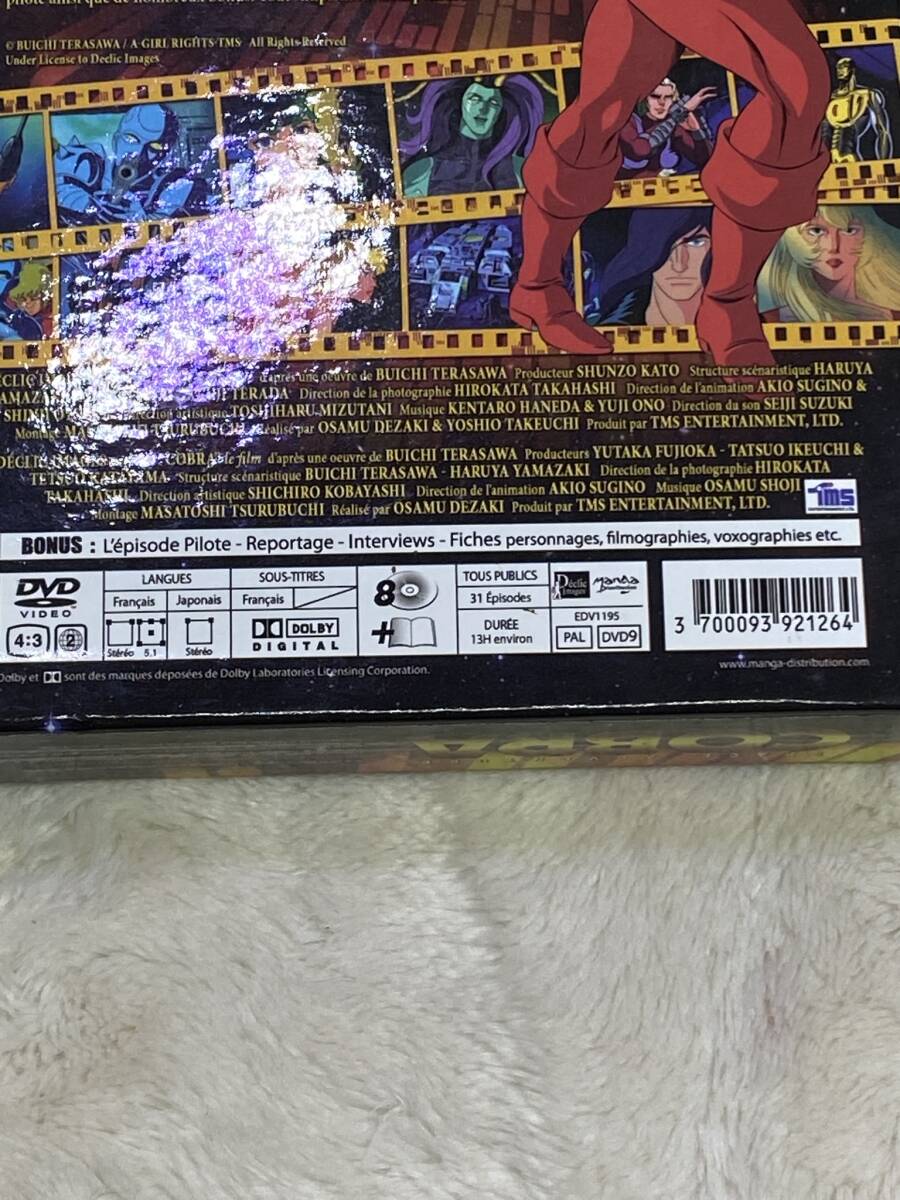 © BUICHI TERASAWA / A-GIRL RIGHTS-TMS All Rights Reserved
Under License to Declic Images
d'après une oeuvre de BUICHI TERASAWA Producteur SHUNZO KATO Structure scénaristique HARUYA
TERADA Direction de la photographie HIROKATA TAKAHASHI Direction de l'animation AKIO SUGINO &
artistique TOSHIHARU MIZUTANI Musique KENTARO HANEDA & YUJI ONO Direction du son SEIJI SUZUKI
Montage TSURUBUCHI Réalisé par OSAMU DEZAKI & YOSHIO TAKEUCHI Produit par TMS ENTERTAINMENT, LTD.
COBRA le film d'après une oeuvre de BUICHI TERASAWA Producteurs YUTAKA FUJIOKA - TATSUO IKEUCHI &
Structure scénaristique BUICHI TERASAWA - HARUYA YAMAZAKI Direction de la photographie HIROKATA
TAKAHASHI Direction artistique SHICHIRO KOBAYASHI Direction de l'animation AKIO SUGINO Musique OSAMU SHOJI
Montage MASATOSHI TSURUBUCHI Réalisé par OSAMU DEZAKI Produit par TMS ENTERTAINMENT, LTD.
tms
BONUS : L'épisode Pilote - Reportage - Interviews - Fiches personnages, filmographies, voxographies etc.
DVD
VIDEO
4:3
2
LANGUES
Français Japonais
Stéréo 5.1 Stéréo
SOUS-TITRES
Français
DOLBY
DIGITAL
8
+
TOUS PUBLICS
31 Épisodes
DURÉE
13H environ
Déclic Images
Manga Distribution
EDV1195
PAL DVD9
3 700093 921264
www.manga-distribution.com
Dolby et sont des marques déposées de Dolby Laboratories Licensing Corporation.
COBRA